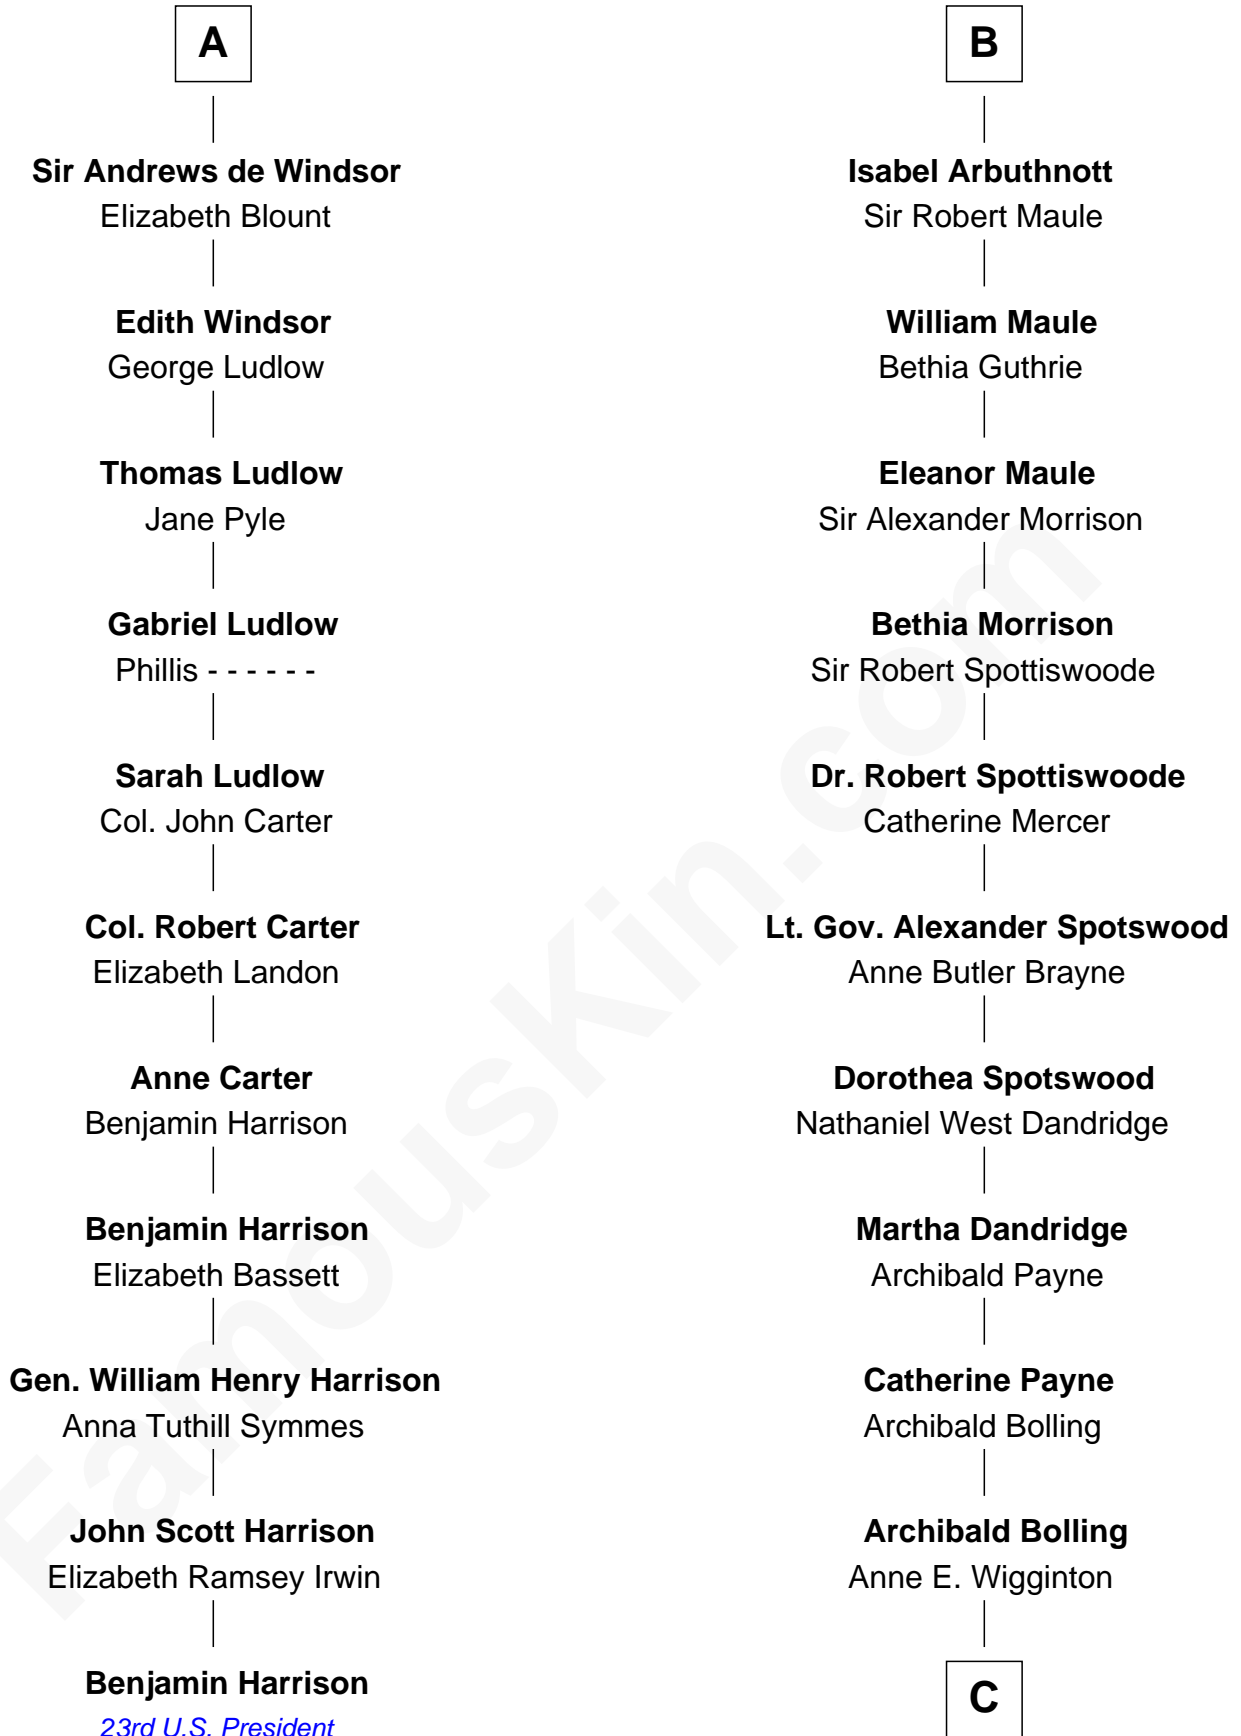 A
Sir Andrews de Windsor
Elizabeth Blount
Edith Windsor
George Ludlow
Thomas Ludlow
Jane Pyle
Gabriel Ludlow
Phillis - - - - - -
Sarah Ludlow
Col. John Carter
Col. Robert Carter
Elizabeth Landon
Anne Carter
Benjamin Harrison
Benjamin Harrison
Elizabeth Bassett
Gen. William Henry Harrison
Anna Tuthill Symmes
John Scott Harrison
Elizabeth Ramsey Irwin
Benjamin Harrison
23rd U.S. President
B
Isabel Arbuthnott
Sir Robert Maule
William Maule
Bethia Guthrie
Eleanor Maule
Sir Alexander Morrison
Bethia Morrison
Sir Robert Spottiswoode
Dr. Robert Spottiswoode
Catherine Mercer
Lt. Gov. Alexander Spotswood
Anne Butler Brayne
Dorothea Spotswood
Nathaniel West Dandridge
Martha Dandridge
Archibald Payne
Catherine Payne
Archibald Bolling
Archibald Bolling
Anne E. Wigginton
C
FamousKin.com